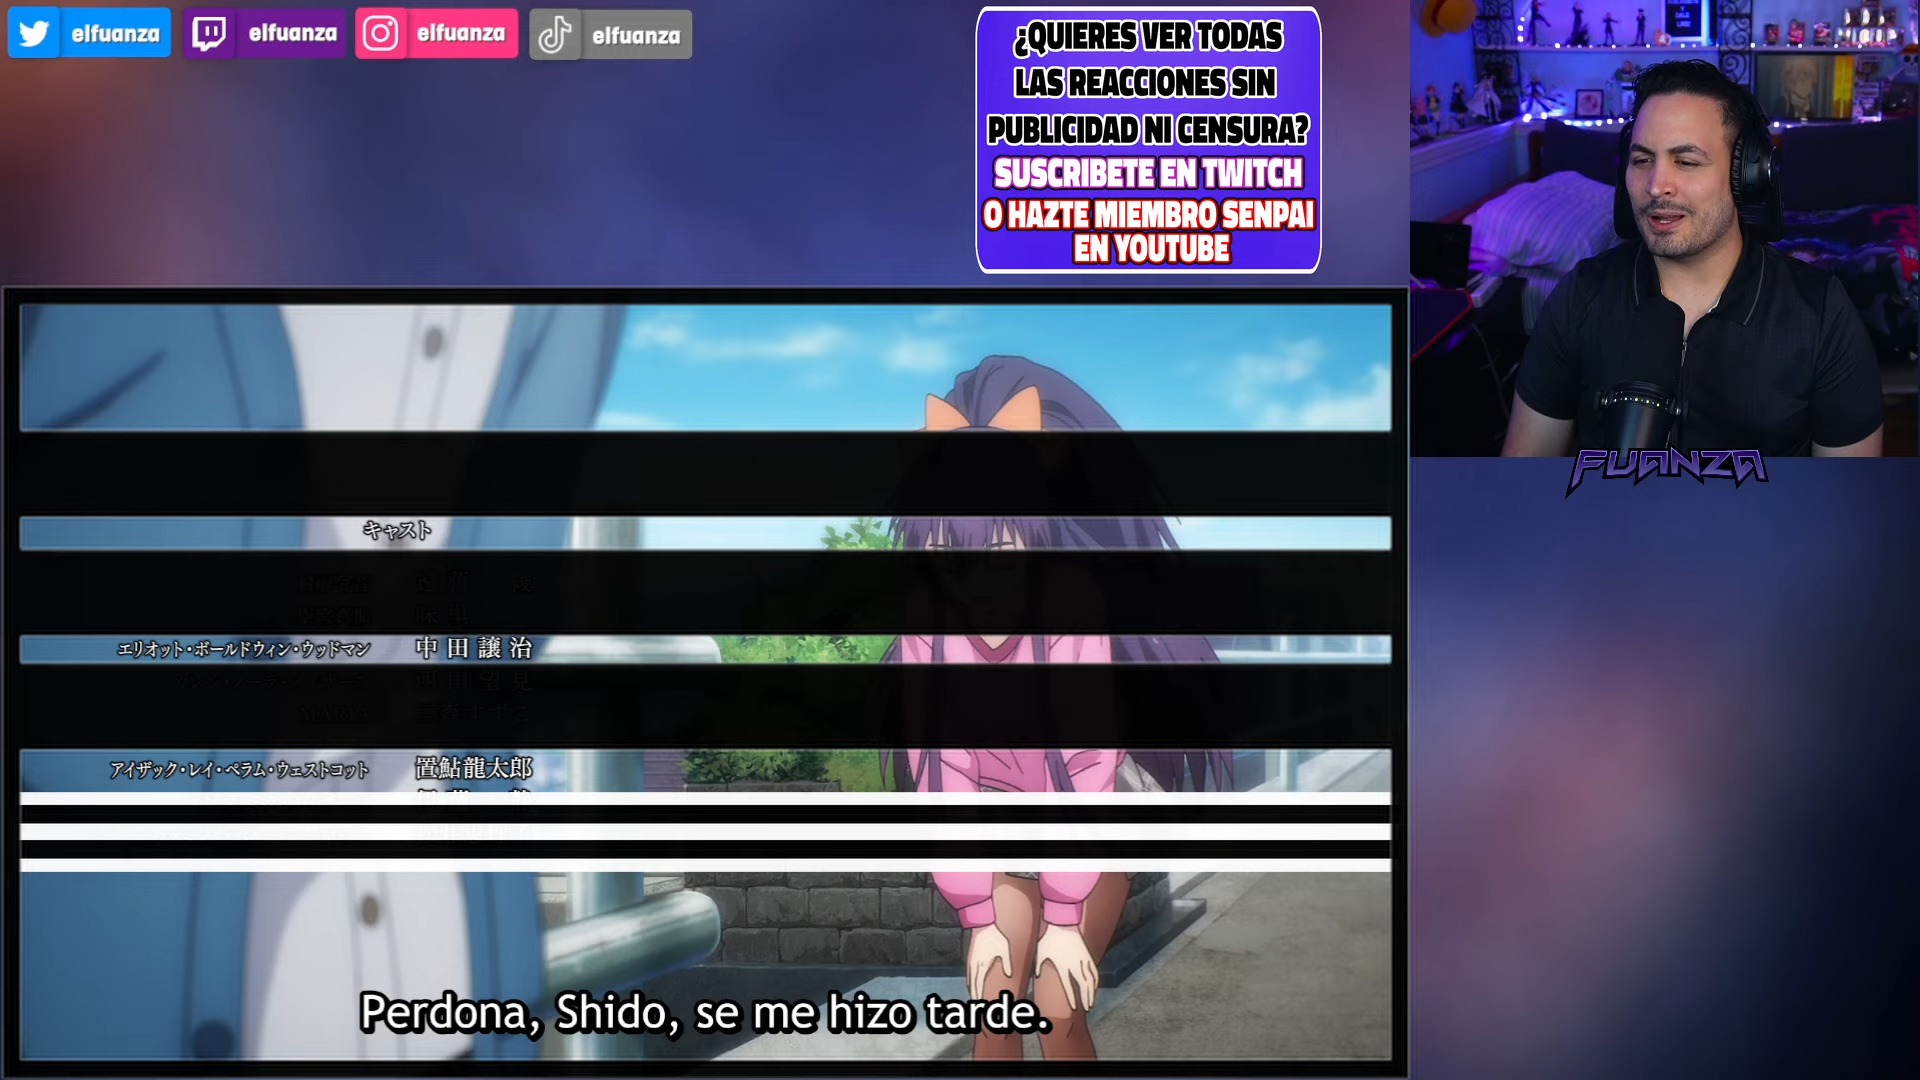 elfuanza
elfuanza
elfuanza
elfuanza
¿QUIERES VER TODAS
LAS REACCIONES SIN
PUBLICIDAD NI CENSURA?
SUSCRIBETE EN TWITCH
O HAZTE MIEMBRO SENPAI
EN YOUTUBE
FUANZA
キャスト
エリオット・ボールドウィン・ウッドマン 中田譲治
アイザック・レイ・ペラム・ウェストコット 置鮎龍太郎
Perdona, Shido, se me hizo tarde.